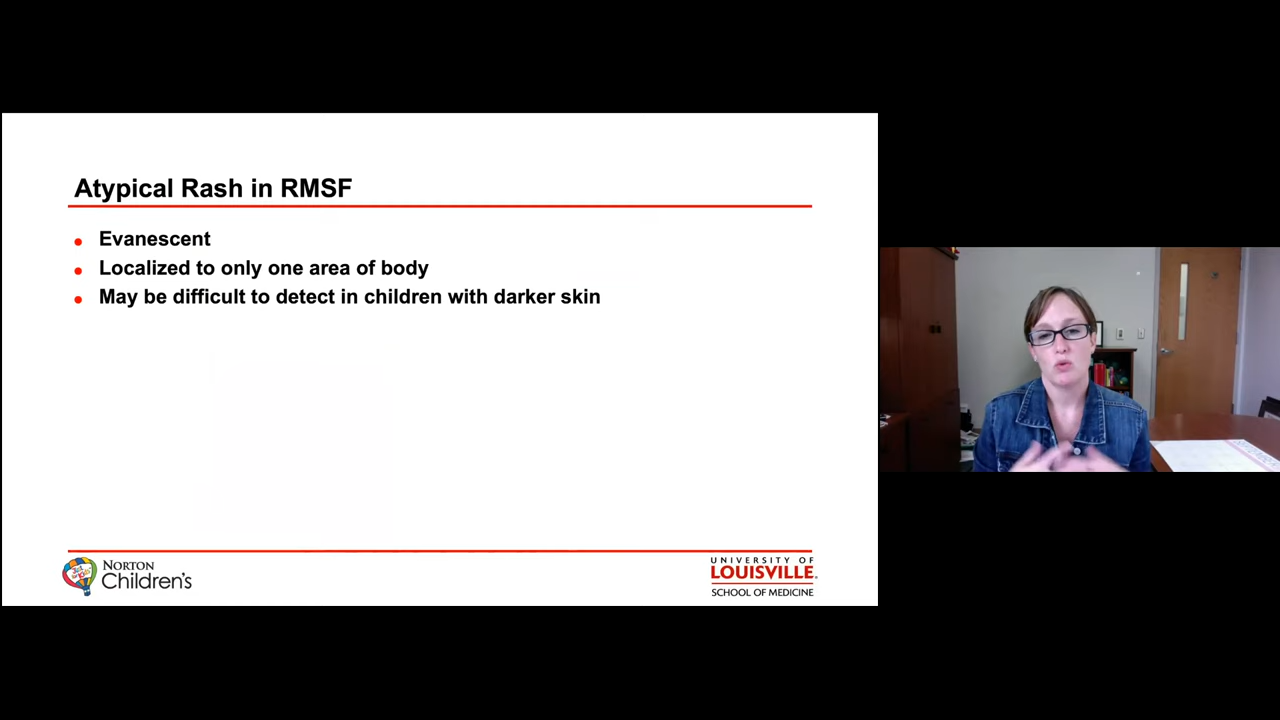 Atypical Rash in RMSF
Evanescent
Localized to only one area of body
May be difficult to detect in children with darker skin
NORTON
Children's
UNIVERSITY OF
LOUISVILLE.
SCHOOL OF MEDICINE